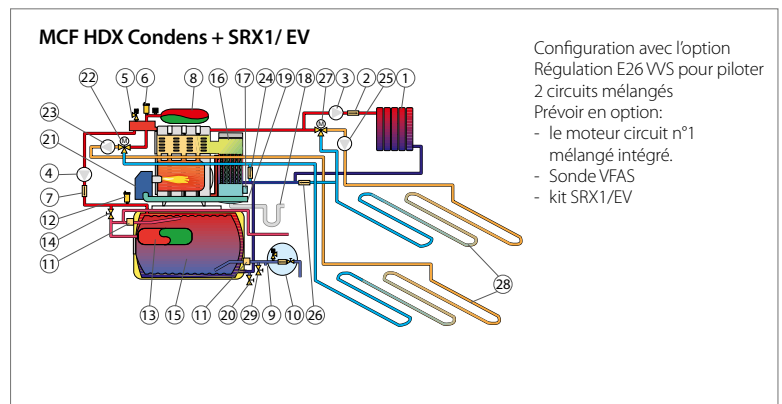 MCF HDX Condens + SRX1/ EV
22
5
6
8
16
17
24
19
18
27
3
2
25
1
23
21
4
7
12
14
11
13
15
11
20
29
9
10
26
28
M
M
Configuration avec l'option
Régulation E26 VVS pour piloter
2 circuits mélangés
Prévoir en option:
- le moteur circuit n°1
mélangé intégré.
- Sonde VFAS
- kit SRX1/EV